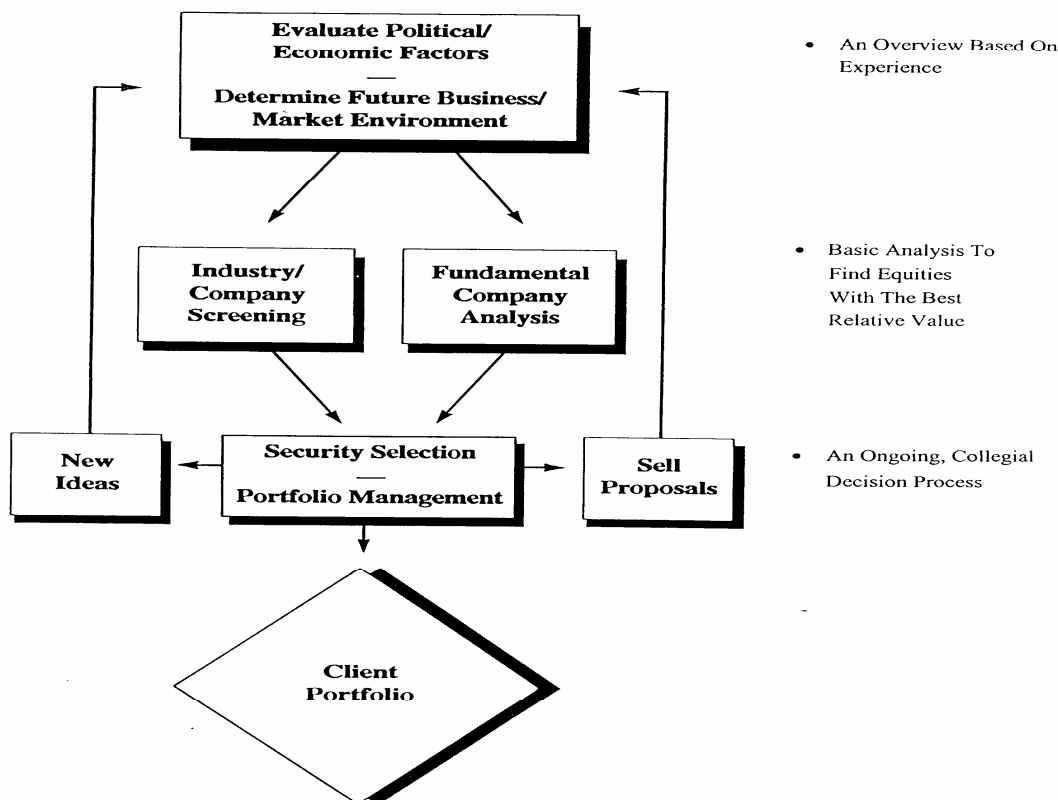 Evaluate Political/
Economic Factors
Determine Future Business/
Market Environment
• An Overview Based On
Experience
Industry/
Company
Screening
Fundamental
Company
Analysis
• Basic Analysis To
Find Equities
With The Best
Relative Value
New
Ideas
Security Selection
Portfolio Management
Sell
Proposals
• An Ongoing, Collegial
Decision Process
Client
Portfolio